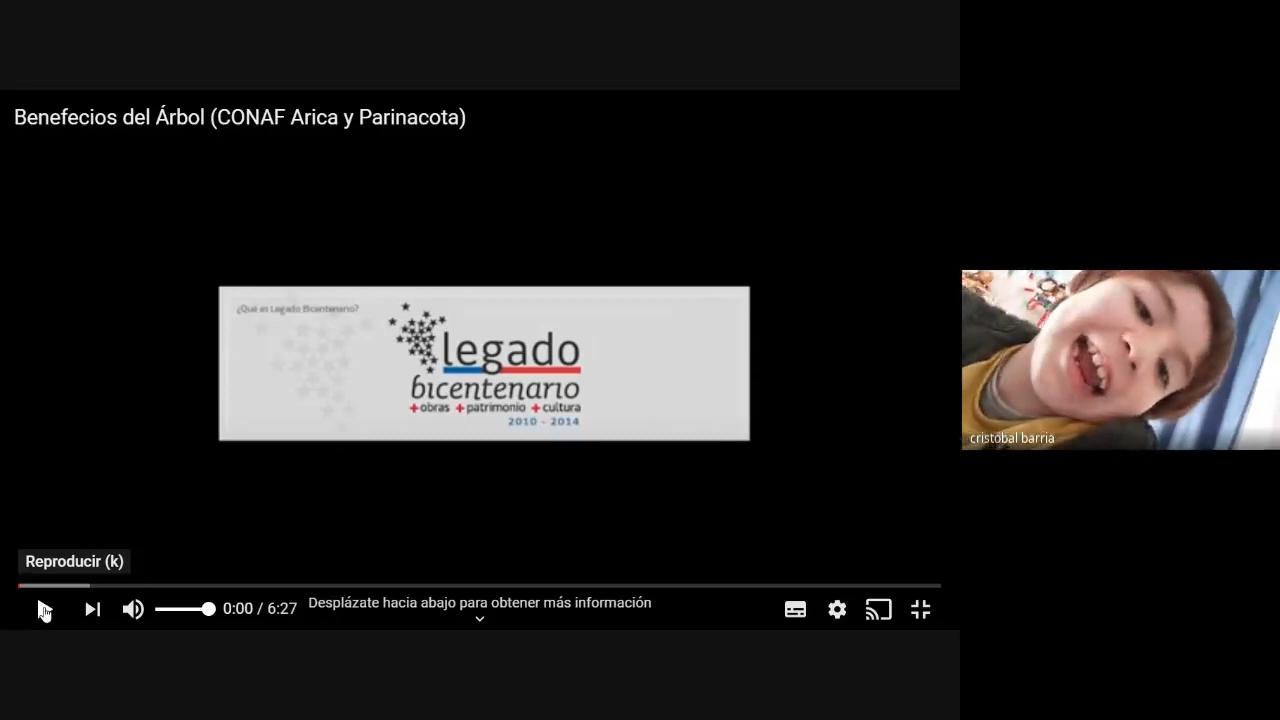 Benefecios del Árbol (CONAF Arica y Parinacota)
¿Qué es Legado Bicentenario?
legado
bicentenario
+obras +patrimonio +cultura
2010 - 2014
cristobal barria
Reproducir (k)
0:00 / 6:27 Desplázate hacia abajo para obtener más información